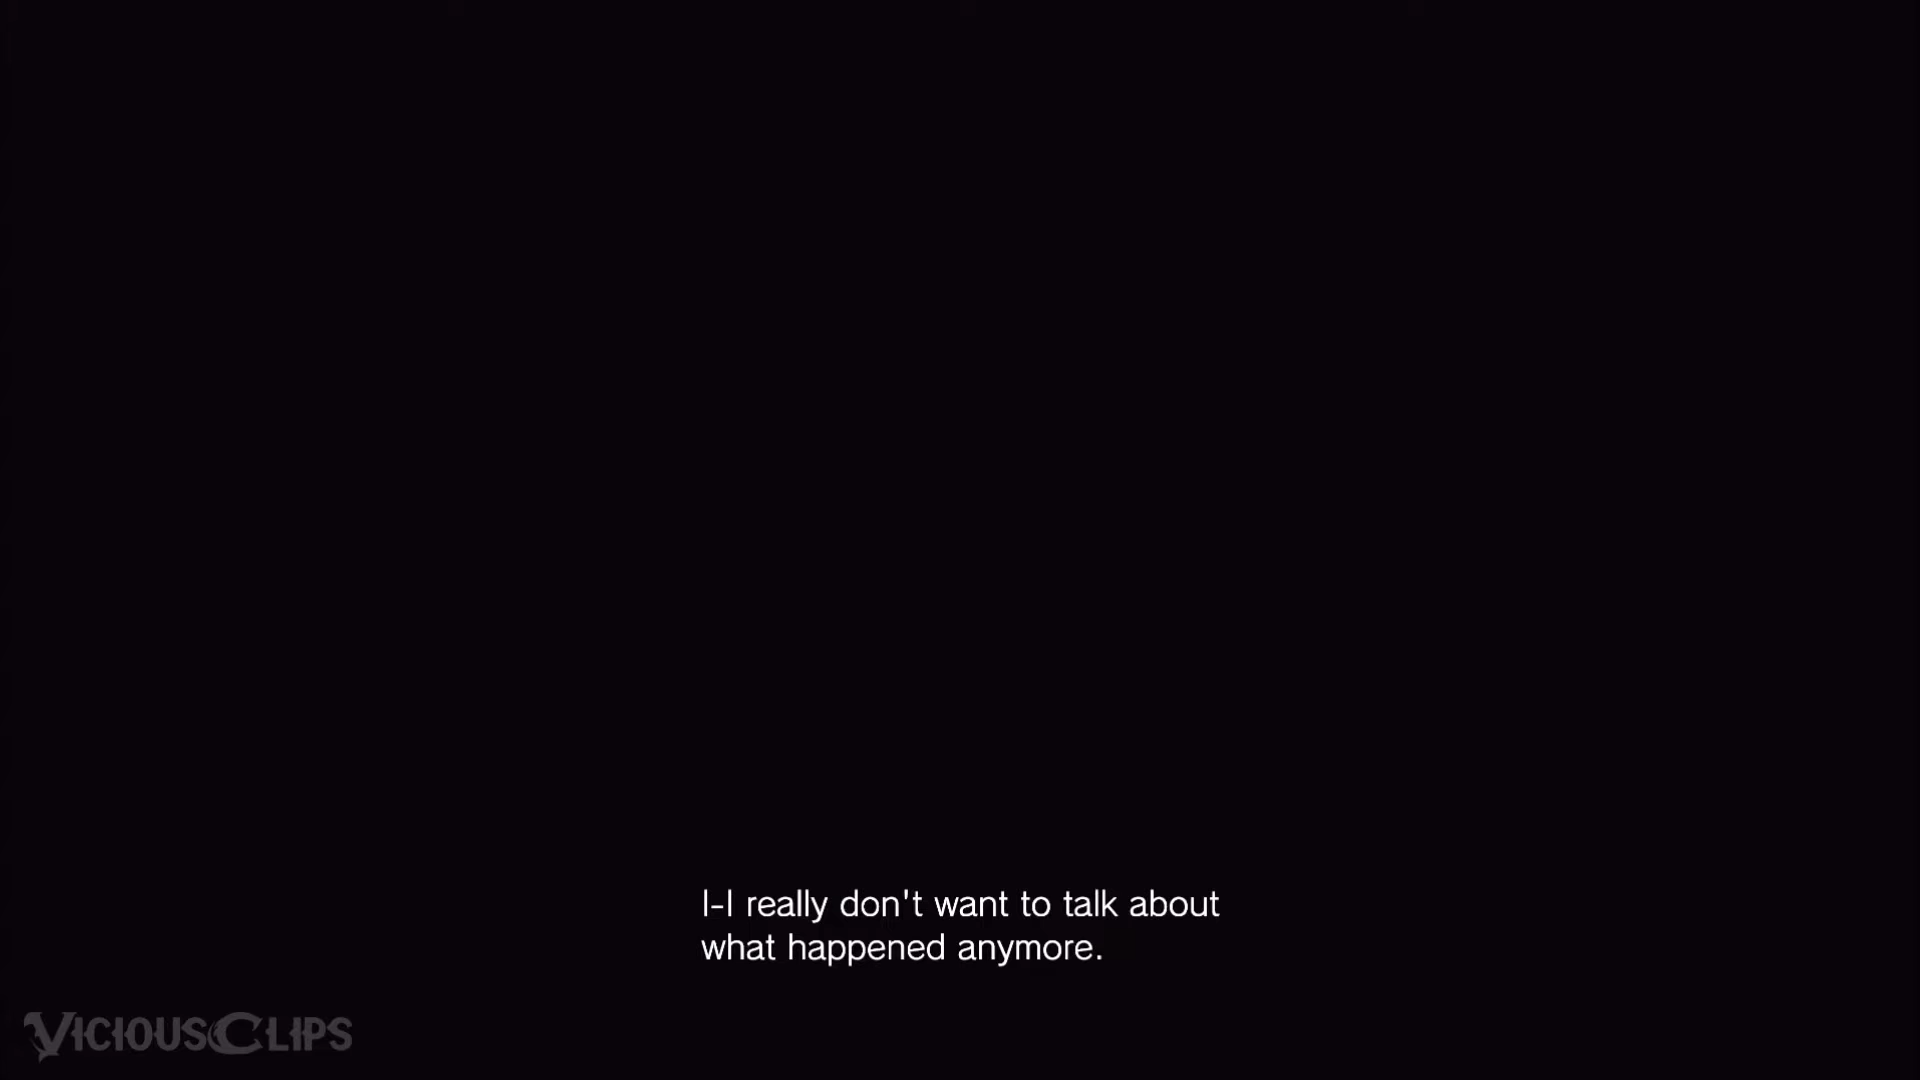 I-I really don't want to talk about
what happened anymore.
VICIOUSCLIPS